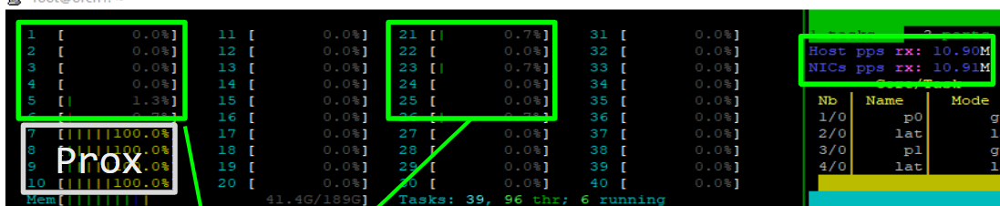 1 [ 0.0%] 11 [ 0.0%] 21 [| 0.7%] 31 [ 0.0%]
2 [ 0.0%] 12 [ 0.0%] 22 [ 0.0%] 32 [ 0.0%] Host pps rx: 10.90M
3 [ 0.0%] 13 [ 0.0%] 23 [| 0.7%] 33 [ 0.0%] NICs pps rx: 10.91M
4 [ 0.0%] 14 [ 0.0%] 24 [ 0.0%] 34 [ 0.0%] Core/Task
5 [| 1.3%] 15 [ 0.0%] 25 [ 0.0%] 35 [ 0.0%] Nb Name Mode
16 [ 0.0%] 26 [| 0.7%] 36 [ 0.0%] 1/0 p0 g
7 [|||||100.0%] 17 [ 0.0%] 27 [ 0.0%] 37 [ 0.0%] 2/0 lat l
8 [|||||100.0%] 18 [ 0.0%] 28 [ 0.0%] 38 [ 0.0%] 3/0 p1 g
Prox
9 [|||||100.0%] 19 [ 0.0%] 29 [ 0.0%] 39 [ 0.0%] 4/0 lat l
10 [|||||100.0%] 20 [ 0.0%] 30 [ 0.0%] 40 [ 0.0%]
Mem[ 41.4G/189G] Tasks: 39, 96 thr; 6 running